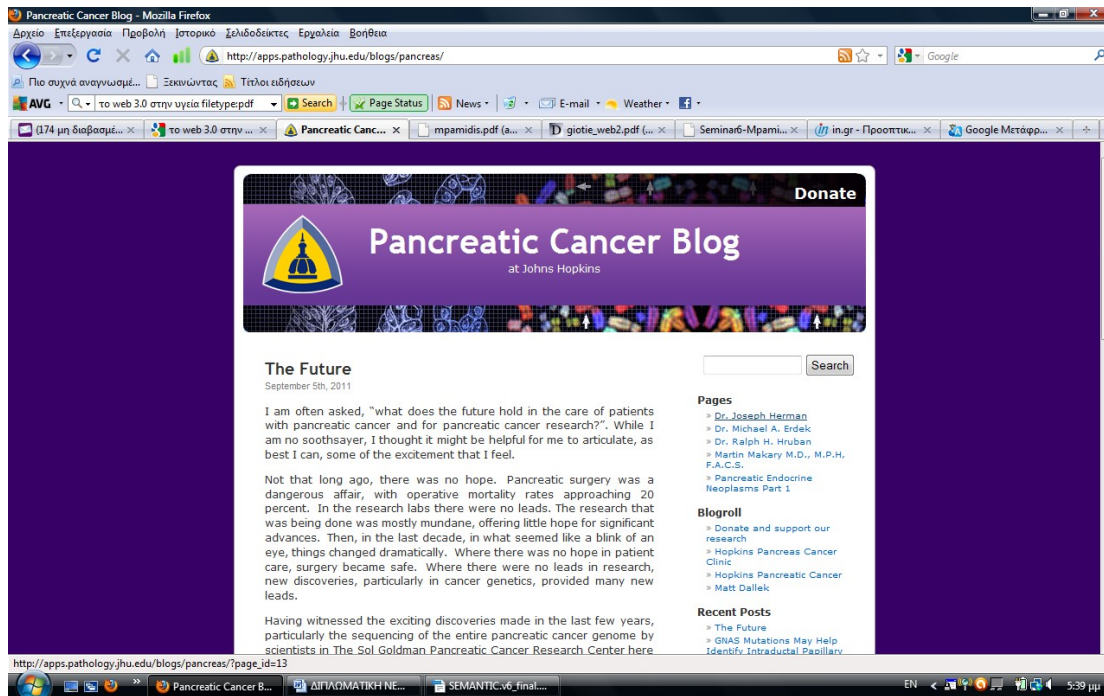 Pancreatic Cancer Blog - Mozilla Firefox
Αρχείο Επεξεργασία Προβολή Ιστορικό Σελιδοδείκτες Εργαλεία Βοήθεια
http://apps.pathology.jhu.edu/blogs/pancreas/
Google
Πιο συχνά αναγνωσμέ... Ξεκινώντας Τίτλοι ειδήσεων
AVG το web 3.0 στην υγεία filetype:pdf Search Page Status News E-mail Weather
(174 μη διαβασμέ... το web 3.0 στην ... Pancreatic Canc... mpamidis.pdf (a... giotie_web2.pdf (... Seminar6-Mpami... in.gr - Προοπτικ... Google Μετάφρ...
Donate
Pancreatic Cancer Blog
at Johns Hopkins
The Future
September 5th, 2011
I am often asked, “what does the future hold in the care of patients
with pancreatic cancer and for pancreatic cancer research?”. While I
am no soothsayer, I thought it might be helpful for me to articulate, as
best I can, some of the excitement that I feel.
Not that long ago, there was no hope. Pancreatic surgery was a
dangerous affair, with operative mortality rates approaching 20
percent. In the research labs there were no leads. The research that
was being done was mostly mundane, offering little hope for significant
advances. Then, in the last decade, in what seemed like a blink of an
eye, things changed dramatically. Where there was no hope in patient
care, surgery became safe. Where there were no leads in research,
new discoveries, particularly in cancer genetics, provided many new
leads.
Having witnessed the exciting discoveries made in the last few years,
particularly the sequencing of the entire pancreatic cancer genome by
scientists in The Sol Goldman Pancreatic Cancer Research Center here
Search
Pages
» Dr. Joseph Herman
» Dr. Michael A. Erdek
» Dr. Ralph H. Hruban
» Martin Makary M.D., M.P.H,
F.A.C.S.
» Pancreatic Endocrine
Neoplasms Part 1
Blogroll
» Donate and support our
research
» Hopkins Pancreas Cancer
Clinic
» Hopkins Pancreatic Cancer
» Matt Dallek
Recent Posts
» The Future
» GNAS Mutations May Help
Identify Intraductal Papillary
http://apps.pathology.jhu.edu/blogs/pancreas/?page_id=13
Pancreatic Cancer B... ΔΙΠΛΩΜΑΤΙΚΗ ΝΕ... SEMANTIC.v6_final.... EN 5:39 μμ